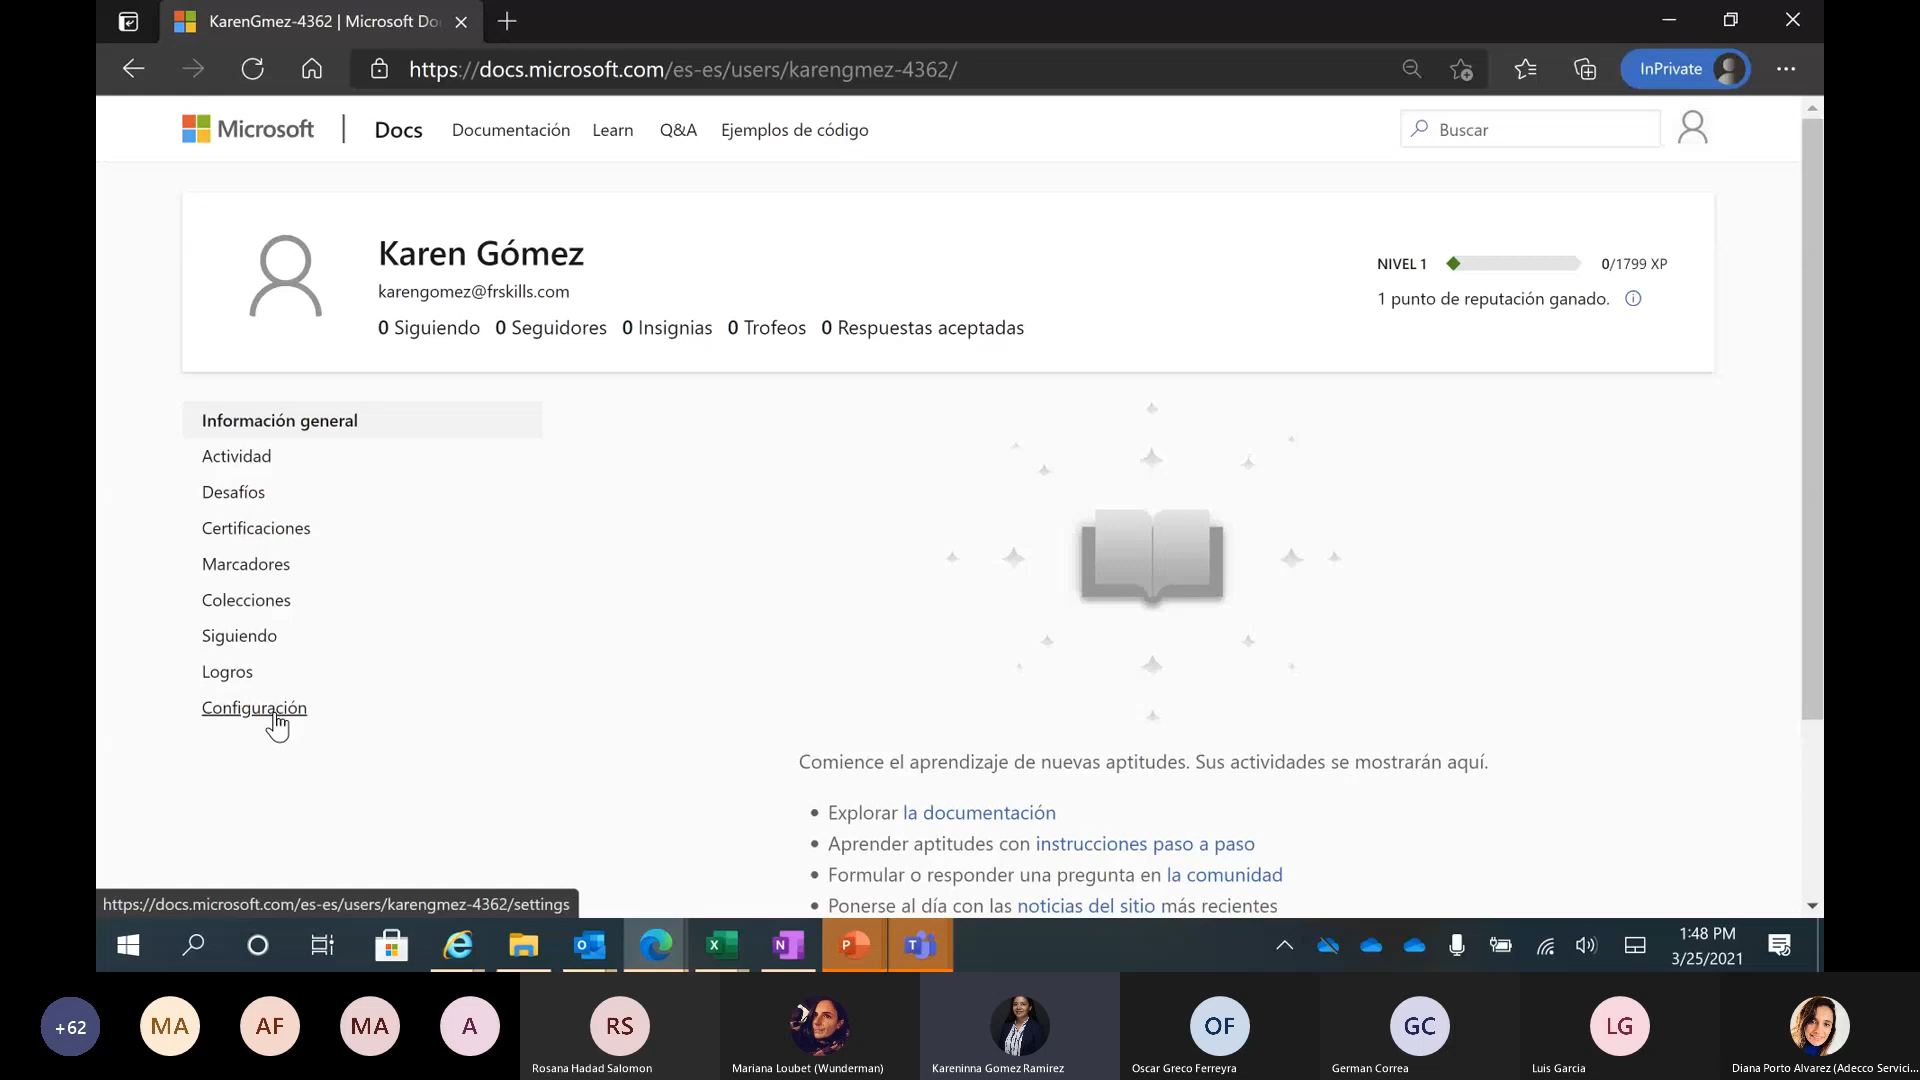 KarenGmez-4362 | Microsoft Do
https://docs.microsoft.com/es-es/users/karengmez-4362/
InPrivate
Microsoft | Docs Documentación Learn Q&A Ejemplos de código
Buscar
Karen Gómez
karengomez@frskills.com
0 Siguiendo 0 Seguidores 0 Insignias 0 Trofeos 0 Respuestas aceptadas
NIVEL 1 0/1799 XP
1 punto de reputación ganado.
Información general
Actividad
Desafíos
Certificaciones
Marcadores
Colecciones
Siguiendo
Logros
Configuración
Comience el aprendizaje de nuevas aptitudes. Sus actividades se mostrarán aquí.
• Explorar la documentación
• Aprender aptitudes con instrucciones paso a paso
• Formular o responder una pregunta en la comunidad
• Ponerse al día con las noticias del sitio más recientes
https://docs.microsoft.com/es-es/users/karengmez-4362/settings
1:48 PM
3/25/2021
+62 MA AF MA A RS OF GC LG
Rosana Hadad Salomon Mariana Loubet (Wunderman) Kareninna Gomez Ramirez Oscar Greco Ferreyra German Correa Luis Garcia Diana Porto Alvarez (Adecco Servici...